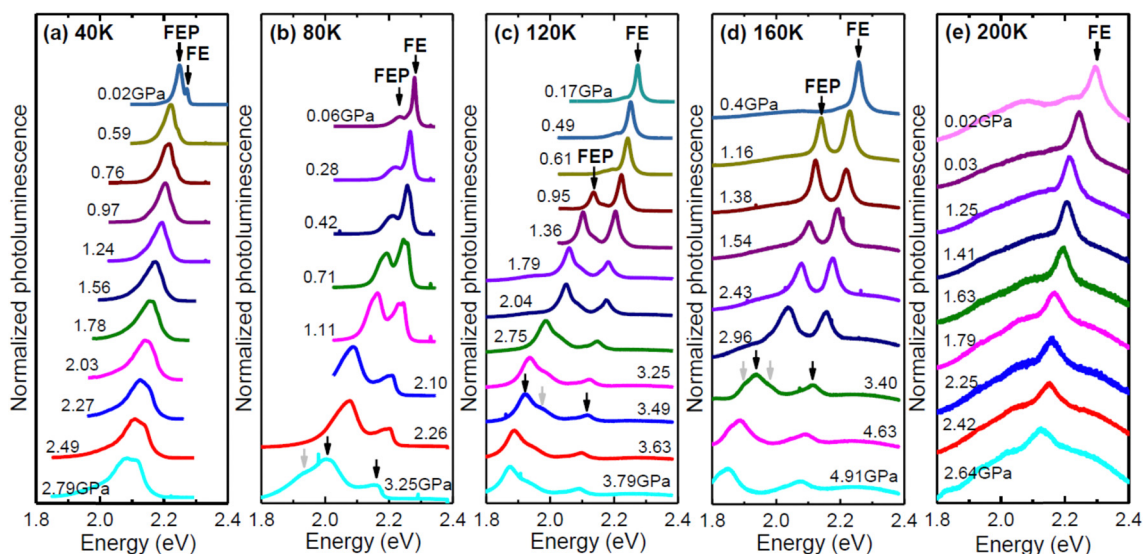 (a) 40K
FEP
FE
0.02GPa
0.59
0.76
0.97
1.24
1.56
1.78
2.03
2.27
2.49
2.79GPa
Normalized photoluminescence
1.8 2.0 2.2 2.4
Energy (eV)
(b) 80K
FE
FEP
0.06GPa
0.28
0.42
0.71
1.11
2.10
2.26
3.25GPa
Normalized photoluminescence
1.8 2.0 2.2 2.4
Energy (eV)
(c) 120K
FE
0.17GPa
0.49
0.61
FEP
0.95
1.36
1.79
2.04
2.75
3.25
3.49
3.63
3.79GPa
Normalized photoluminescence
1.8 2.0 2.2 2.4
Energy (eV)
(d) 160K
FE
0.4GPa
FEP
1.16
1.38
1.54
2.43
2.96
3.40
4.63
4.91GPa
Normalized photoluminescence
1.8 2.0 2.2 2.4
Energy (eV)
(e) 200K
FE
0.02GPa
0.03
1.25
1.41
1.63
1.79
2.25
2.42
2.64GPa
Normalized photoluminescence
1.8 2.0 2.2 2.4
Energy (eV)